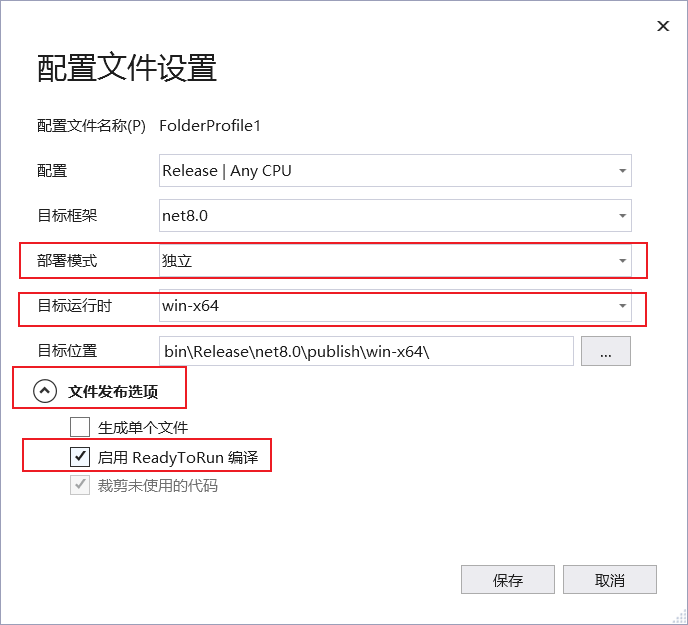 配置文件设置
配置文件名称(P) FolderProfile1
配置 Release | Any CPU
目标框架 net8.0
部署模式 独立
目标运行时 win-x64
目标位置 bin\Release\net8.0\publish\win-x64\ ...
文件发布选项
生成单个文件
启用 ReadyToRun 编译
裁剪未使用的代码
保存 取消